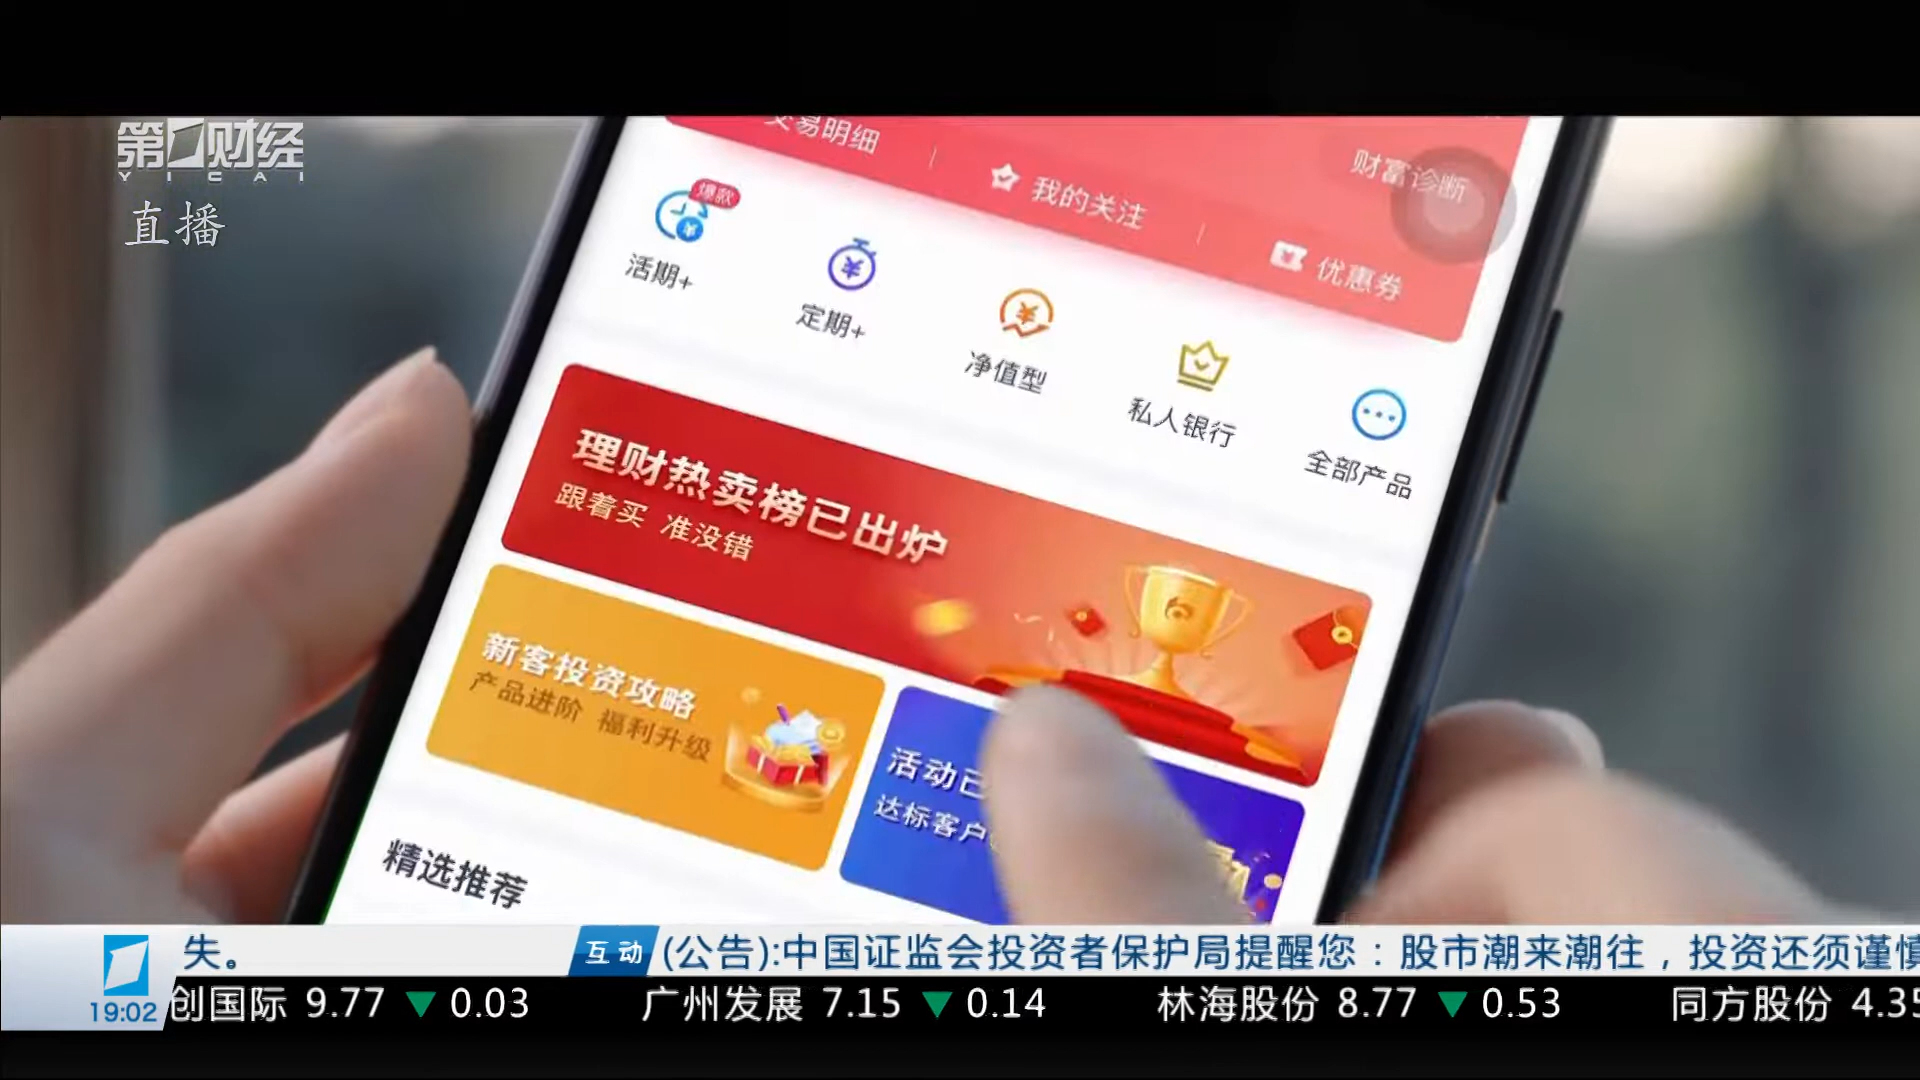 第一财经
YICAI
直播
交易明细
我的关注
财富诊断
优惠券
爆款
活期+
定期+
净值型
私人银行
全部产品
理财热卖榜已出炉
跟着买 准没错
新客投资攻略
产品进阶 福利升级
活动已
达标客户
精选推荐
失。
互动
(公告):中国证监会投资者保护局提醒您：股市潮来潮往，投资还须谨慎
19:02
创国际 9.77 ▼ 0.03
广州发展 7.15 ▼ 0.14
林海股份 8.77 ▼ 0.53
同方股份 4.35